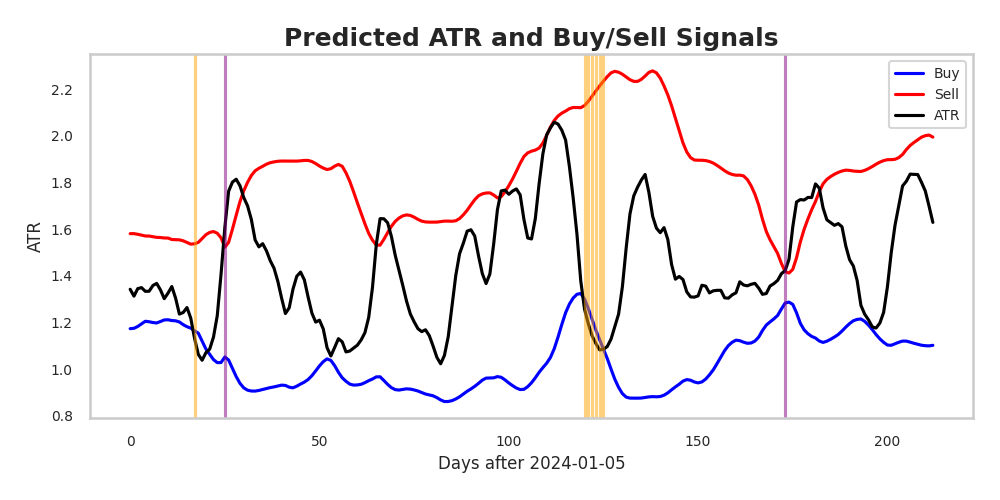 Predicted ATR and Buy/Sell Signals
Buy
Sell
ATR
ATR
2.2
2.0
1.8
1.6
1.4
1.2
1.0
0.8
0
50
100
150
200
Days after 2024-01-05